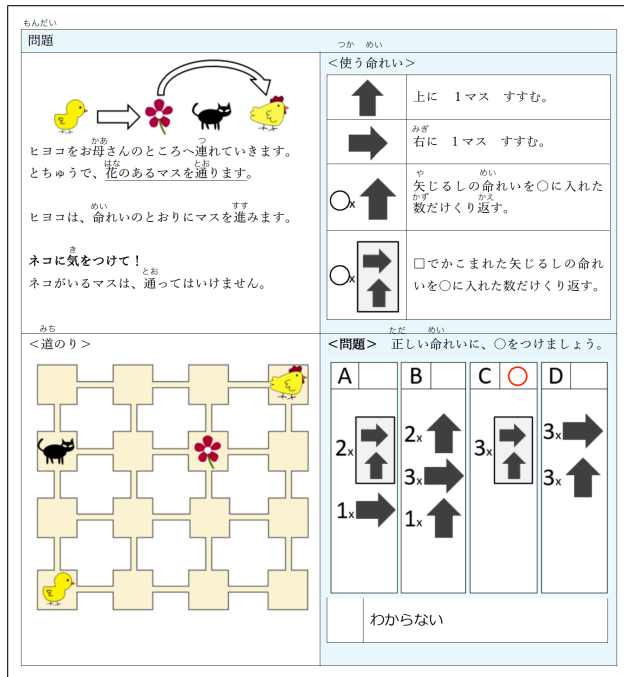 もんだい
問題
ヒヨコをお母さんのところへ連れていきます。
かあ
つ
とちゅうで、花のあるマスを通ります。
はな
とお
ヒヨコは、命れいのとおりにマスを進みます。
めい
すす
ネコに気をつけて！
き
ネコがいるマスは、通ってはいけません。
とお
つか めい
＜使う命れい＞
上に 1マス すすむ。
みぎ
右に 1マス すすむ。
○x
や めい
矢じるしの命れいを○に入れた
かず かえ
数だけくり返す。
○x
□でかこまれた矢じるしの命れ
いを○に入れた数だけくり返す。
みち
＜道のり＞
ただ めい
＜問題＞ 正しい命れいに、○をつけましょう。
A
B
C ○
D
2x
1x
2x
3x
1x
3x
3x
3x
わからない